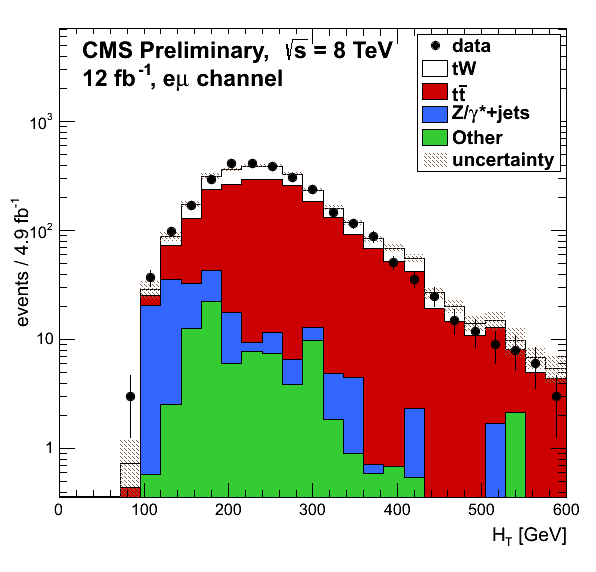 CMS Preliminary, √s = 8 TeV
12 fb⁻¹, eμ channel
data
tW
tt̄
Z/γ*+jets
Other
uncertainty
events / 4.9 fb⁻¹
10³
10²
10
1
0 100 200 300 400 500 600
H_T [GeV]